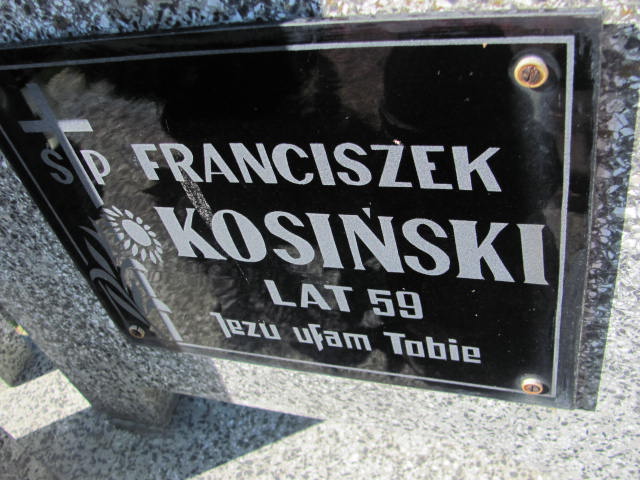 ŚP FRANCISZEK
KOSIŃSKI
LAT 59
Jezu ufam Tobie